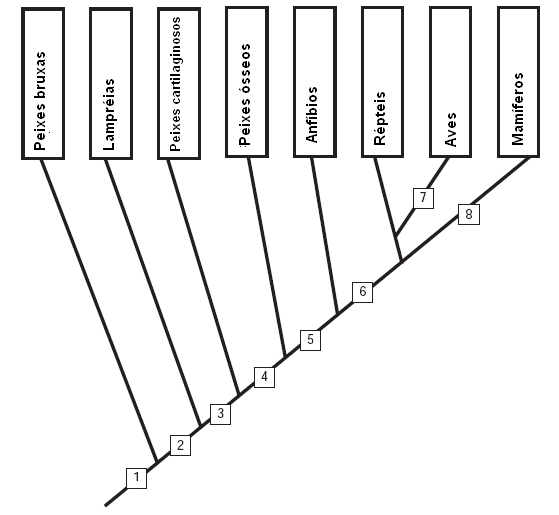 Peixes bruxas
Lampréias
Peixes cartilaginosos
Peixes ósseos
Anfíbios
Répteis
Aves
Mamíferos
7
8
6
5
4
3
2
1